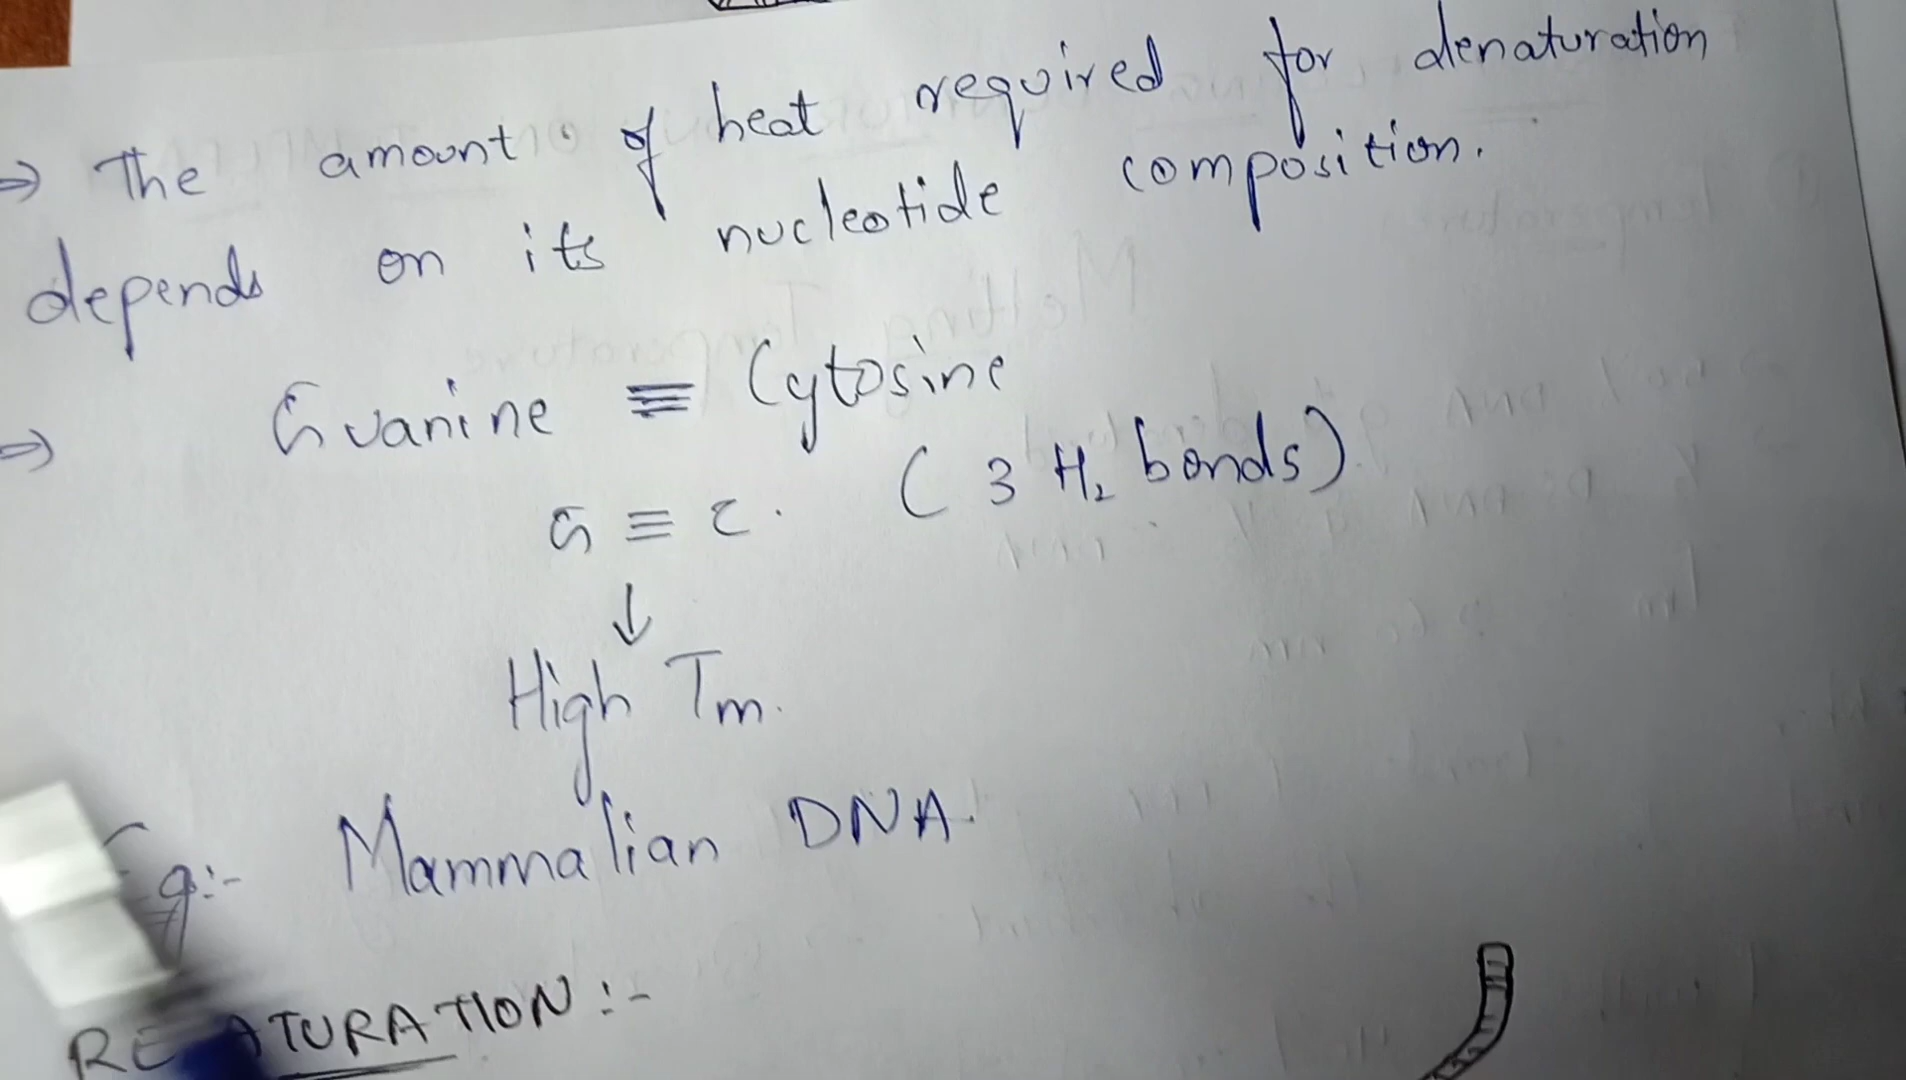 ⇒ The amount of heat required for denaturation
depends on its nucleotide composition.
⇒ Guanine ≡ Cytosine
G ≡ C. (3 H₂ bonds)
↓
High Tm.
Eg:- Mammalian DNA.